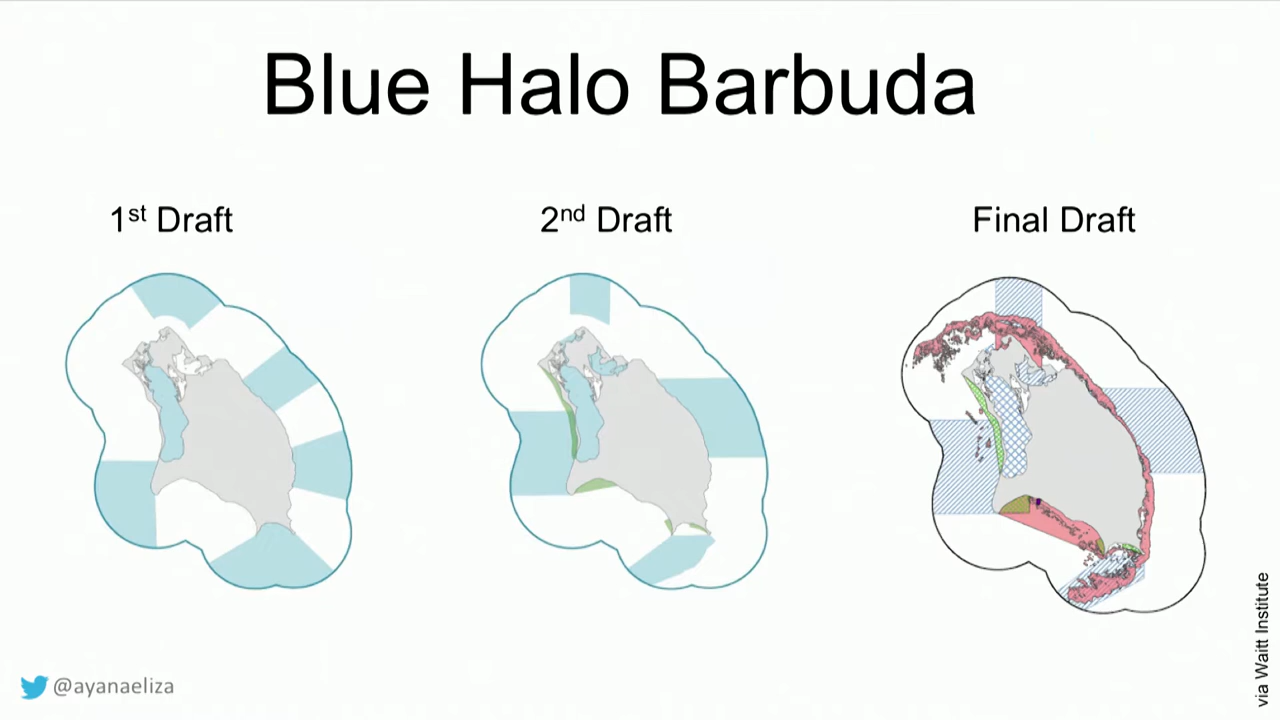 Blue Halo Barbuda
1st Draft
2nd Draft
Final Draft
@ayanaeliza
via Waitt Institute